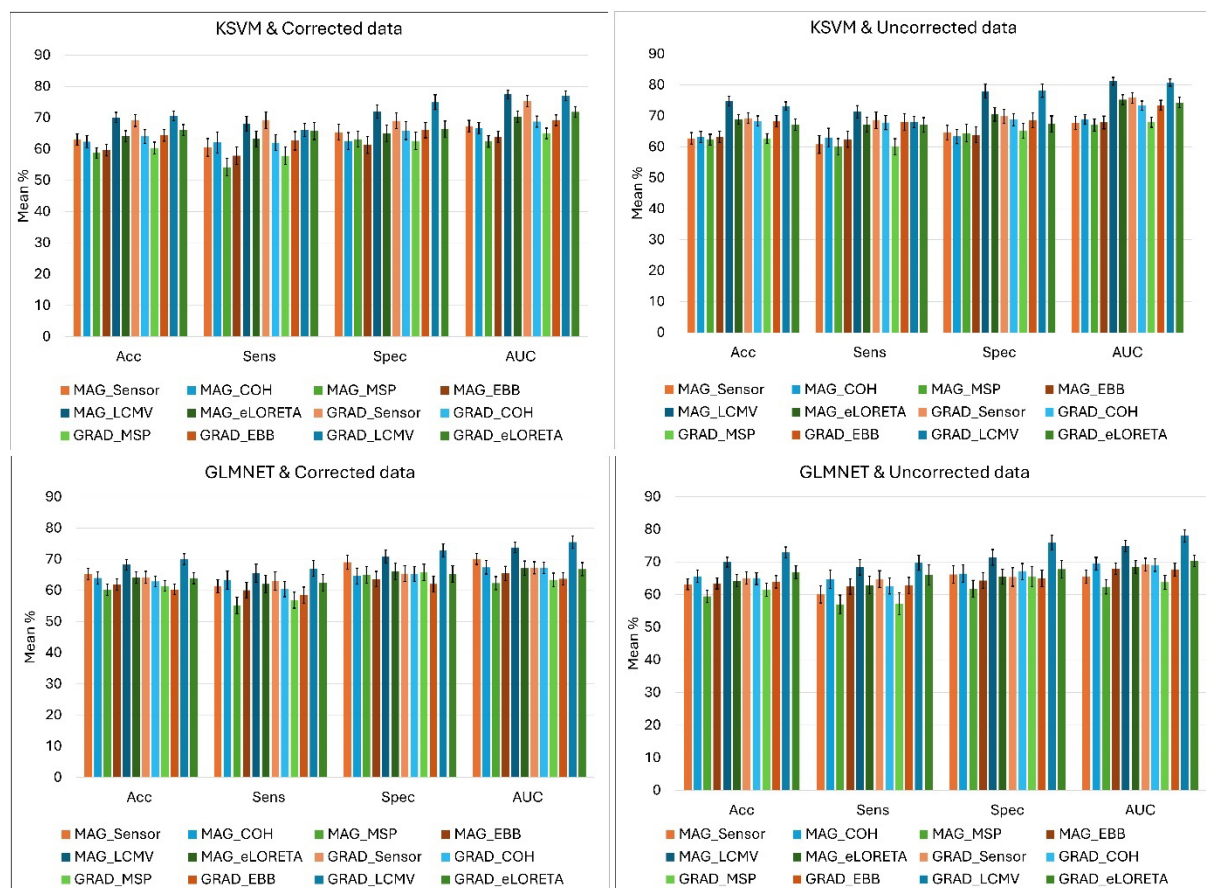 KSVM & Corrected data
90
80
70
60
50
40
30
20
10
0
Mean %
Acc Sens Spec AUC
MAG_Sensor MAG_COH MAG_MSP MAG_EBB
MAG_LCMV MAG_eLORETA GRAD_Sensor GRAD_COH
GRAD_MSP GRAD_EBB GRAD_LCMV GRAD_eLORETA
KSVM & Uncorrected data
90
80
70
60
50
40
30
20
10
0
Mean %
Acc Sens Spec AUC
MAG_Sensor MAG_COH MAG_MSP MAG_EBB
MAG_LCMV MAG_eLORETA GRAD_Sensor GRAD_COH
GRAD_MSP GRAD_EBB GRAD_LCMV GRAD_eLORETA
GLMNET & Corrected data
90
80
70
60
50
40
30
20
10
0
Mean %
Acc Sens Spec AUC
MAG_Sensor MAG_COH MAG_MSP MAG_EBB
MAG_LCMV MAG_eLORETA GRAD_Sensor GRAD_COH
GRAD_MSP GRAD_EBB GRAD_LCMV GRAD_eLORETA
GLMNET & Uncorrected data
90
80
70
60
50
40
30
20
10
0
Mean %
Acc Sens Spec AUC
MAG_Sensor MAG_COH MAG_MSP MAG_EBB
MAG_LCMV MAG_eLORETA GRAD_Sensor GRAD_COH
GRAD_MSP GRAD_EBB GRAD_LCMV GRAD_eLORETA